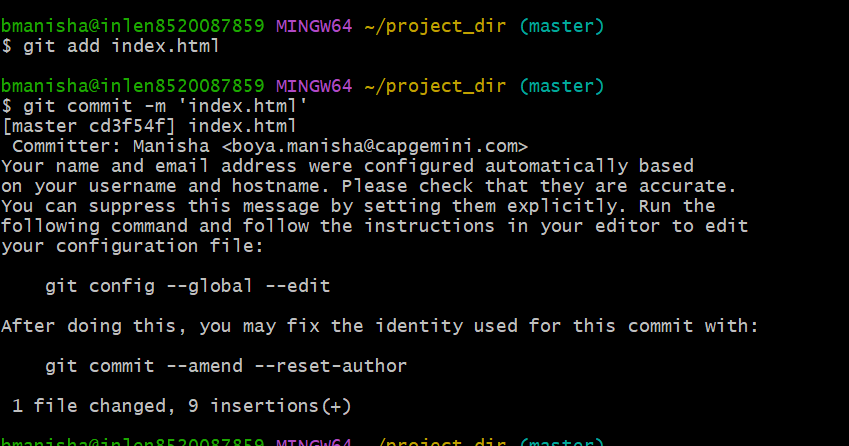 bmanisha@inlen8520087859 MINGW64 ~/project_dir (master)
$ git add index.html
bmanisha@inlen8520087859 MINGW64 ~/project_dir (master)
$ git commit -m 'index.html'
[master cd3f54f] index.html
 Committer: Manisha <boya.manisha@capgemini.com>
Your name and email address were configured automatically based
on your username and hostname. Please check that they are accurate.
You can suppress this message by setting them explicitly. Run the
following command and follow the instructions in your editor to edit
your configuration file:
    git config --global --edit
After doing this, you may fix the identity used for this commit with:
    git commit --amend --reset-author
 1 file changed, 9 insertions(+)
bmanisha@inlen8520087859 MINGW64 ~/project_dir (master)